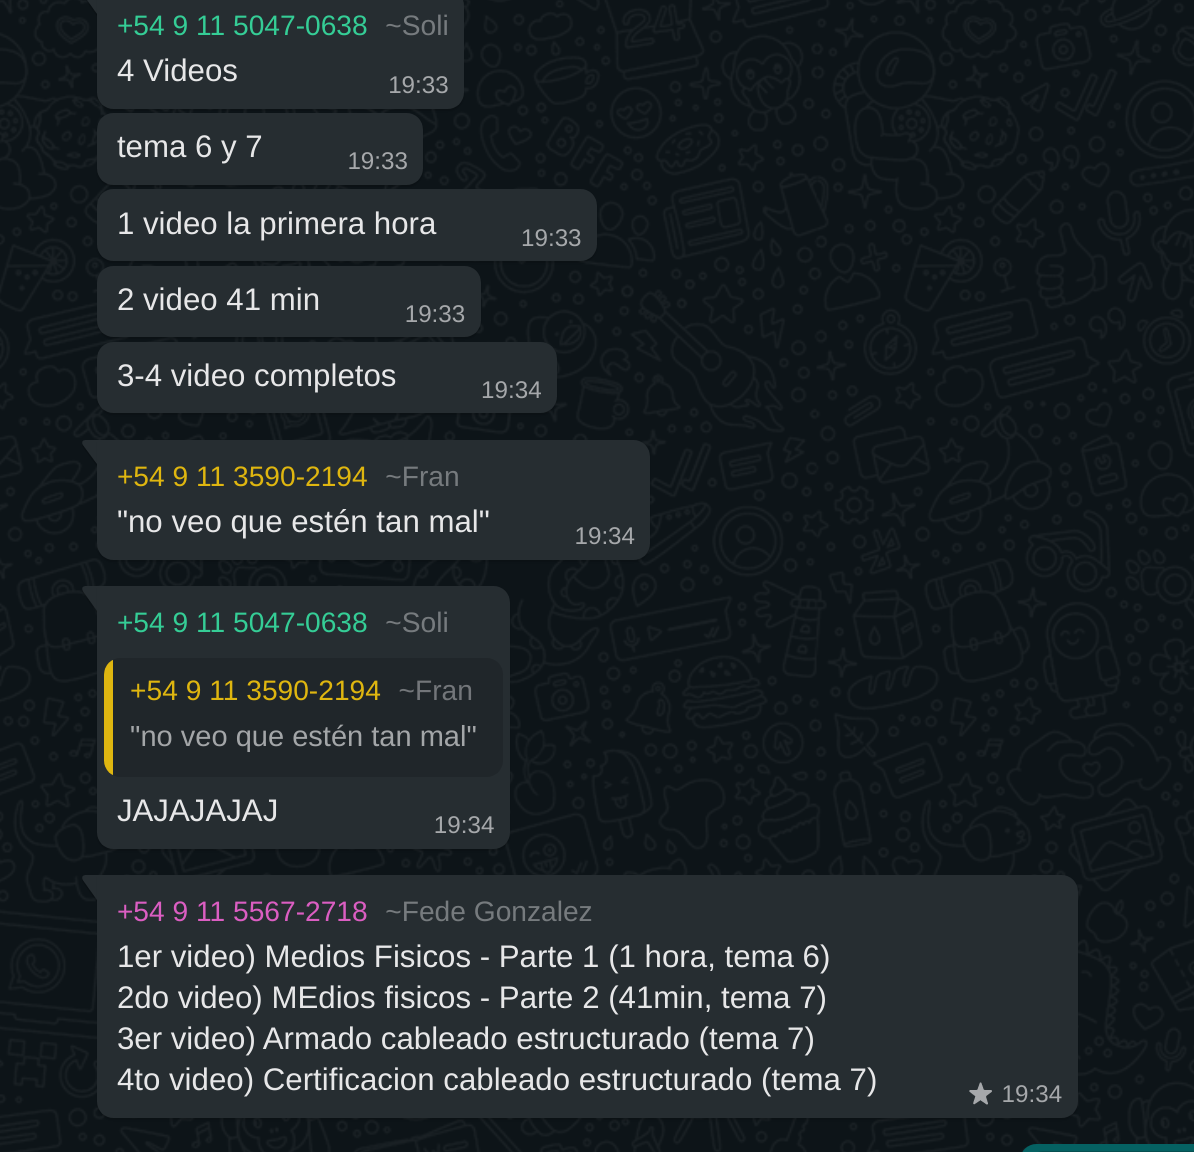 +54 9 11 5047-0638 ~Soli
4 Videos
19:33
tema 6 y 7
19:33
1 video la primera hora
19:33
2 video 41 min
19:33
3-4 video completos
19:34
+54 9 11 3590-2194 ~Fran
"no veo que estén tan mal"
19:34
+54 9 11 5047-0638 ~Soli
+54 9 11 3590-2194 ~Fran
"no veo que estén tan mal"
JAJAJAJAJ
19:34
+54 9 11 5567-2718 ~Fede Gonzalez
1er video) Medios Fisicos - Parte 1 (1 hora, tema 6)
2do video) MEdios fisicos - Parte 2 (41min, tema 7)
3er video) Armado cableado estructurado (tema 7)
4to video) Certificacion cableado estructurado (tema 7)
19:34